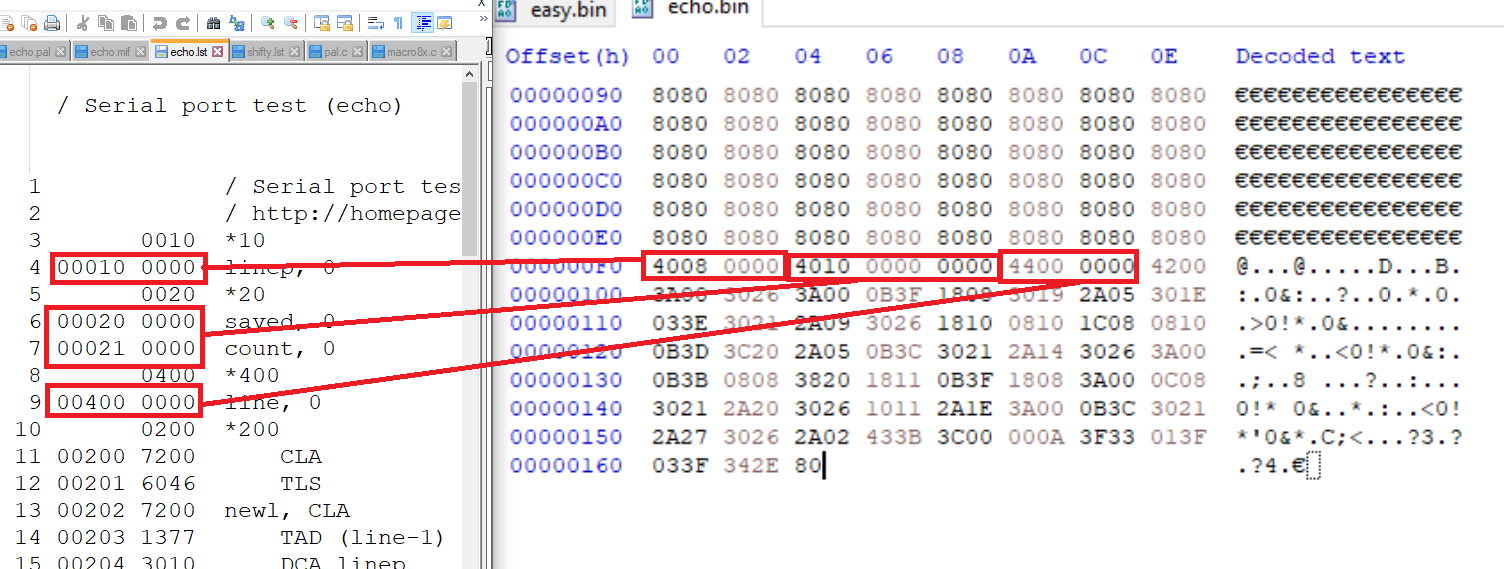 echo.pal echo.mif echo.lst shifty.lst pal.c macro8x.c
/ Serial port test (echo)
1 / Serial port tes
2 / http://homepage
3 0010 *10
4 00010 0000 linep, 0
5 0020 *20
6 00020 0000 saved, 0
7 00021 0000 count, 0
8 0400 *400
9 00400 0000 line, 0
10 0200 *200
11 00200 7200 CLA
12 00201 6046 TLS
13 00202 7200 newl, CLA
14 00203 1377 TAD (line-1)
15 00204 3010 DCA linep
easy.bin echo.bin
Offset(h) 00 02 04 06 08 0A 0C 0E Decoded text
00000090 8080 8080 8080 8080 8080 8080 8080 8080 €€€€€€€€€€€€€€€€
000000A0 8080 8080 8080 8080 8080 8080 8080 8080 €€€€€€€€€€€€€€€€
000000B0 8080 8080 8080 8080 8080 8080 8080 8080 €€€€€€€€€€€€€€€€
000000C0 8080 8080 8080 8080 8080 8080 8080 8080 €€€€€€€€€€€€€€€€
000000D0 8080 8080 8080 8080 8080 8080 8080 8080 €€€€€€€€€€€€€€€€
000000E0 8080 8080 8080 8080 8080 8080 8080 8080 €€€€€€€€€€€€€€€€
000000F0 4008 0000 4010 0000 0000 4400 0000 4200 @...@.....D...B.
00000100 3A00 3026 3A00 0B3F 1808 3019 2A05 301E :.0&:..?..0.*.0.
00000110 033E 3021 2A09 3026 1810 0810 1C08 0810 .>0!*.0&........
00000120 0B3D 3C20 2A05 0B3C 3021 2A14 3026 3A00 .=< *..<0!*.0&:.
00000130 0B3B 0808 3820 1811 0B3F 1808 3A00 0C08 .;..8 ...?..:...
00000140 3021 2A20 3026 1011 2A1E 3A00 0B3C 3021 0!* 0&..*.:..<0!
00000150 2A27 3026 2A02 433B 3C00 000A 3F33 013F *'0&*.C;<...?3.?
00000160 033F 342E 80 .?4.€